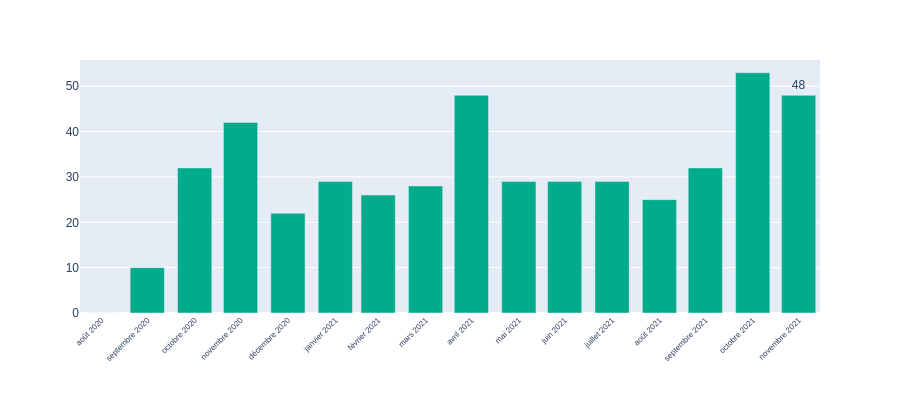 50
48
40
30
20
10
0
août 2020
septembre 2020
octobre 2020
novembre 2020
décembre 2020
janvier 2021
février 2021
mars 2021
avril 2021
mai 2021
juin 2021
juillet 2021
août 2021
septembre 2021
octobre 2021
novembre 2021